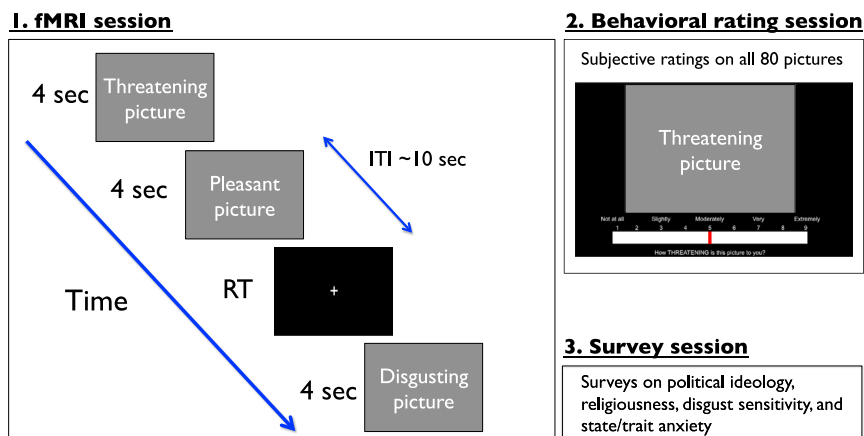 1. fMRI session
4 sec
Threatening
picture
4 sec
Pleasant
picture
ITI ~10 sec
RT
+
Time
4 sec
Disgusting
picture
2. Behavioral rating session
Subjective ratings on all 80 pictures
Threatening
picture
Not at all Slightly Moderately Very Extremely
1 2 3 4 5 6 7 8 9
How THREATENING is this picture to you?
3. Survey session
Surveys on political ideology,
religiousness, disgust sensitivity, and
state/trait anxiety